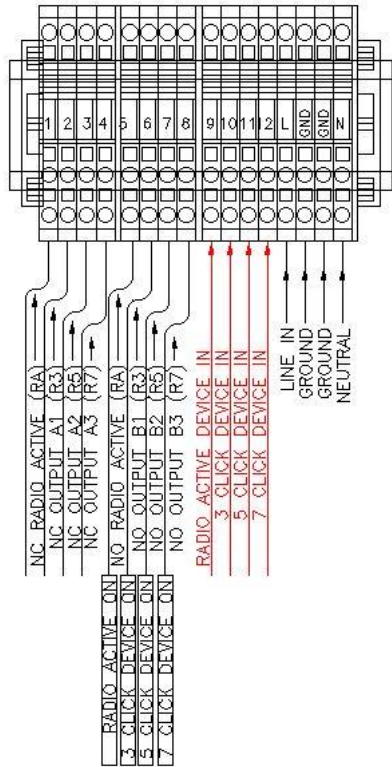 1 2 3 4 5 6 7 8 9 10 11 12 L GND GND N
NC RADIO ACTIVE (RA)
NC OUTPUT A1 (R3)
NC OUTPUT A2 (R5)
NC OUTPUT A3 (R7)
NO RADIO ACTIVE (RA)
NO OUTPUT B1 (R3)
NO OUTPUT B2 (R5)
NO OUTPUT B3 (R7)
RADIO ACTIVE DEVICE IN
3 CLICK DEVICE IN
5 CLICK DEVICE IN
7 CLICK DEVICE IN
LINE IN
GROUND
GROUND
NEUTRAL
RADIO ACTIVE ON
3 CLICK DEVICE ON
5 CLICK DEVICE ON
7 CLICK DEVICE ON